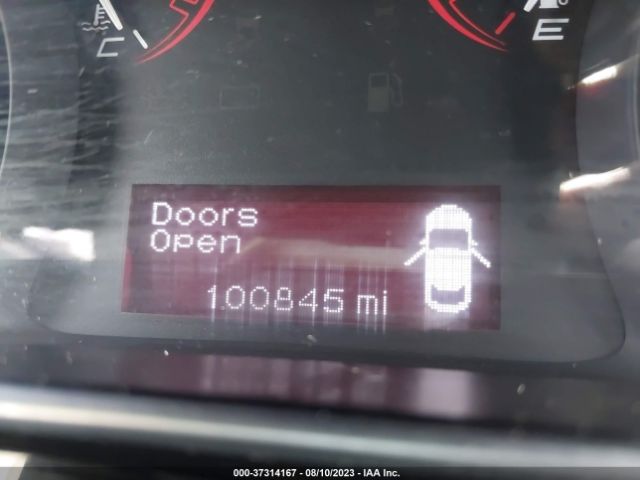 C
E
Doors
Open
100845 mi
000-37314167 - 08/10/2023 - IAA Inc.